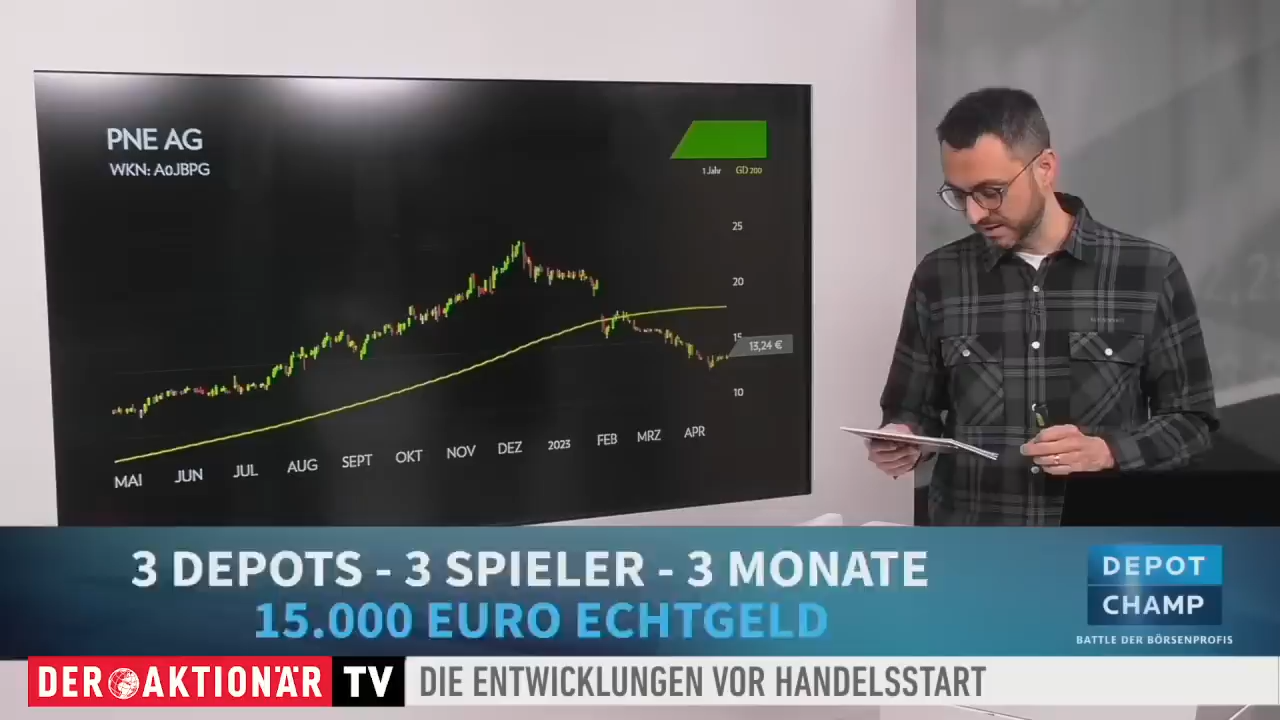 PNE AG
WKN: A0JBPG
1 Jahr GD 200
25
20
15
13,24 €
10
MAI JUN JUL AUG SEPT OKT NOV DEZ 2023 FEB MRZ APR
3 DEPOTS - 3 SPIELER - 3 MONATE
15.000 EURO ECHTGELD
DEPOT
CHAMP
BATTLE DER BÖRSENPROFIS
DER AKTIONÄR TV
DIE ENTWICKLUNGEN VOR HANDELSSTART